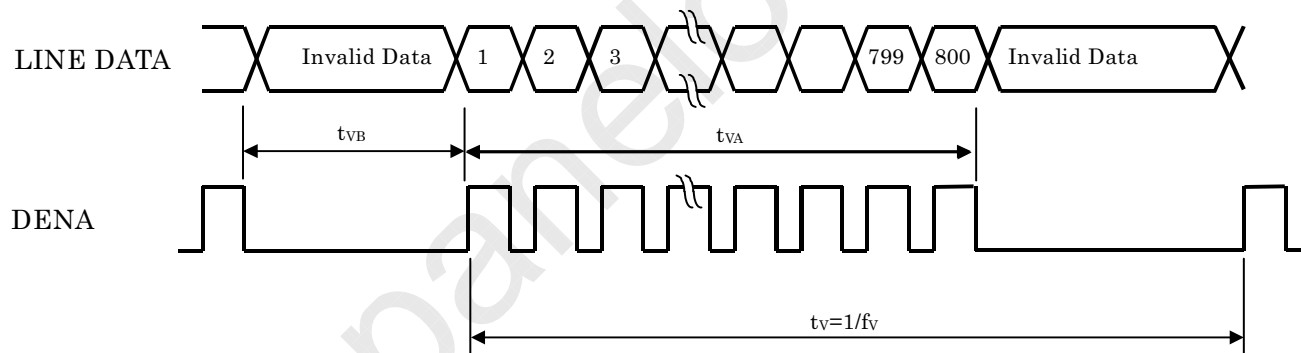 LINE DATA
Invalid Data 1 2 3 799 800 Invalid Data
tVB tVA
DENA
tV=1/fV